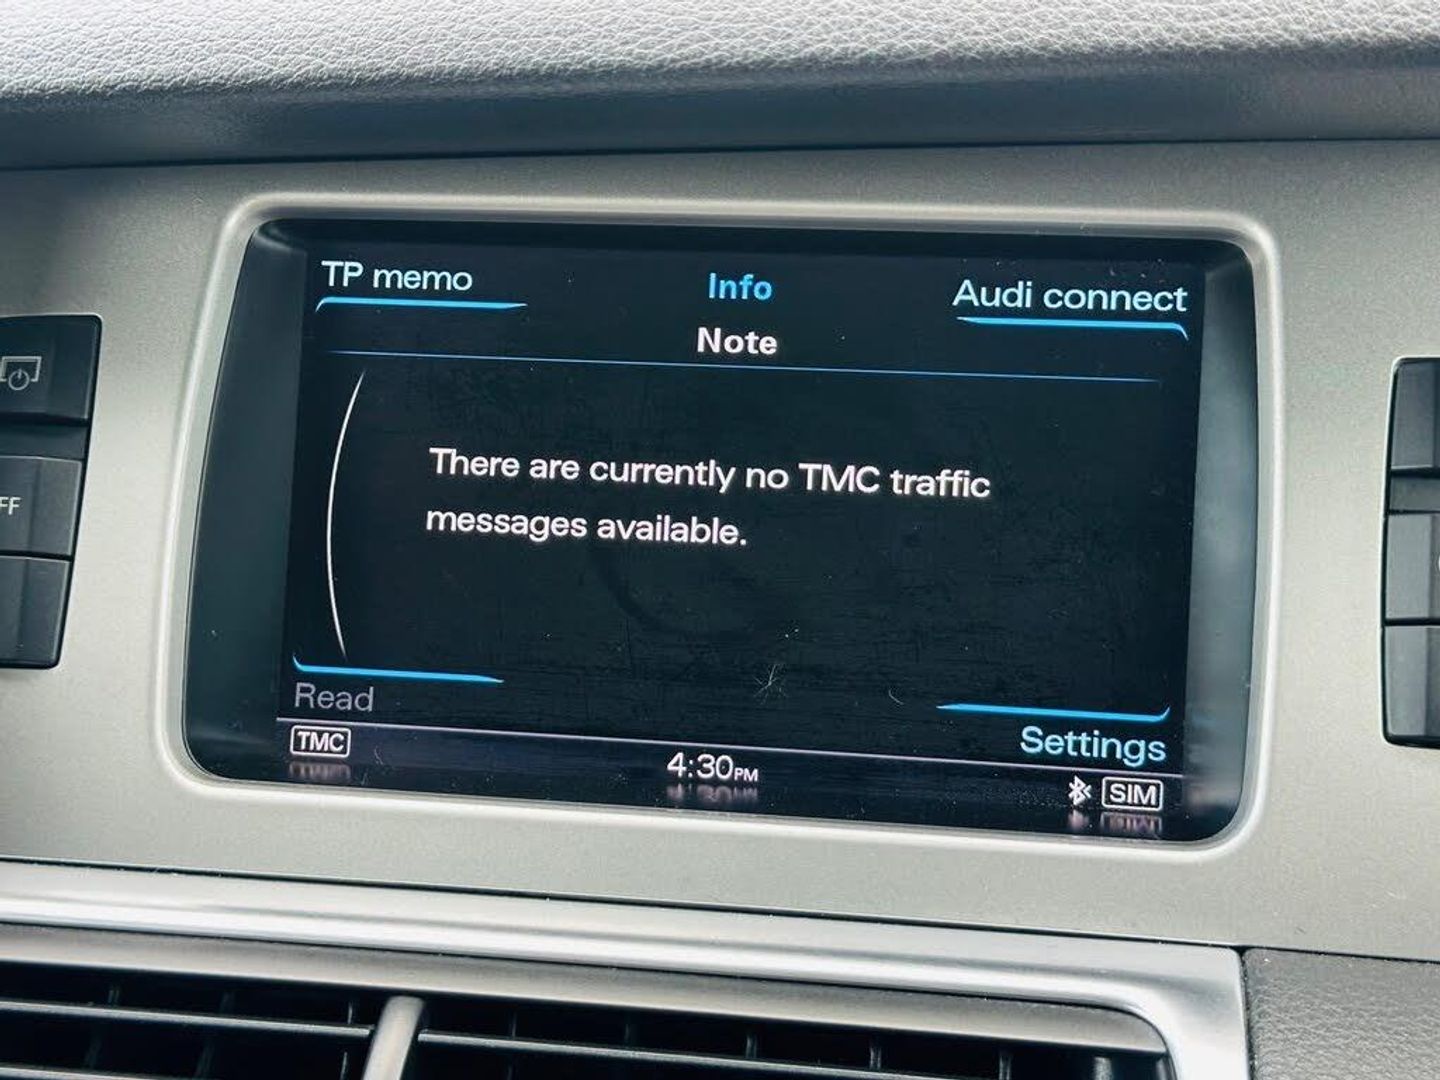 TP memo
Info
Audi connect
Note
There are currently no TMC traffic
messages available.
Read
Settings
TMC
4:30PM
SIM